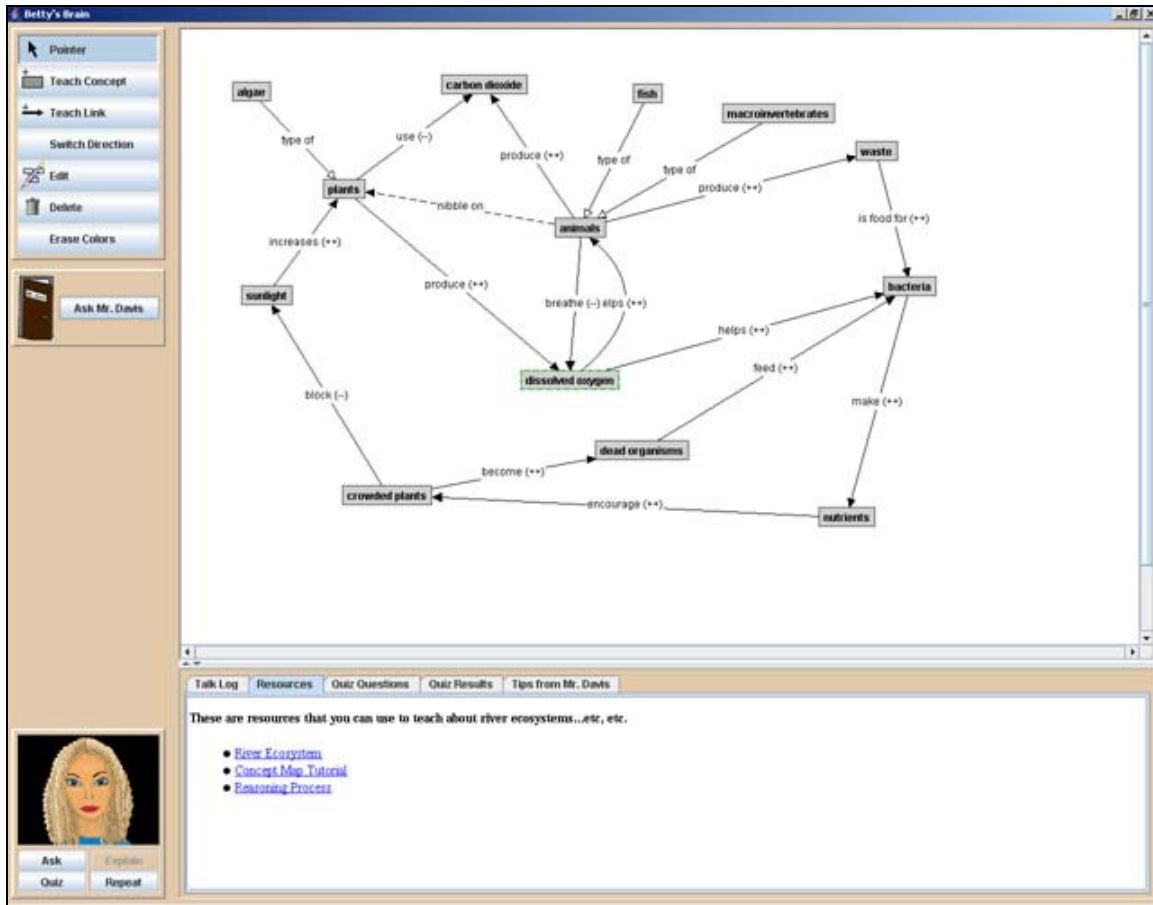 Betty's Brain
Pointer
Teach Concept
Teach Link
Switch Direction
Edit
Delete
Erase Colors
Ask Mr. Davis
algae
carbon dioxide
fish
macroinvertebrates
waste
type of
use (--)
produce (++)
type of
type of
produce (++)
plants
nibble on
animals
is food for (++)
increases (++)
produce (++)
sunlight
breathe (--)
elps (++)
bacteria
helps (++)
dissolved oxygen
feed (++)
block (--)
make (++)
dead organisms
become (++)
crowded plants
encourage (++)
nutrients
Talk Log
Resources
Quiz Questions
Quiz Results
Tips from Mr. Davis
These are resources that you can use to teach about river ecosystems...etc, etc.
River Ecosystem
Concept Map Tutorial
Reasoning Process
Ask
Explain
Quiz
Repeat